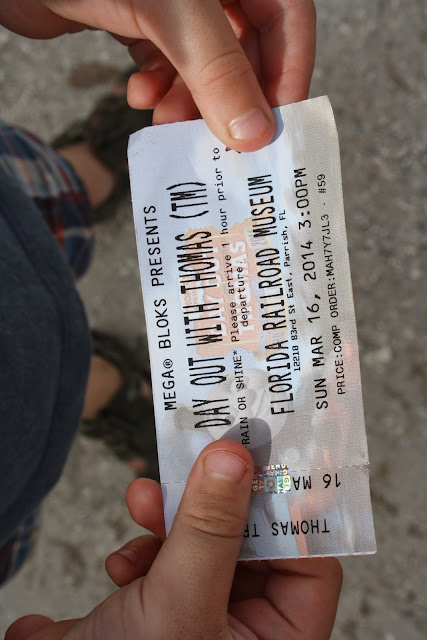 MEGA® BLOKS PRESENTS
DAY OUT WITH THOMAS (TM)
RAIN OR SHINE* Please arrive hour prior to
departure.
FLORIDA RAILROAD MUSEUM
12210 83rd St East, Parrish, FL
SUN MAR 16, 2014 3:00PM
PRICE:COMP ORDER:MAH7Y7JL3 - #59
16 MA
THOMAS